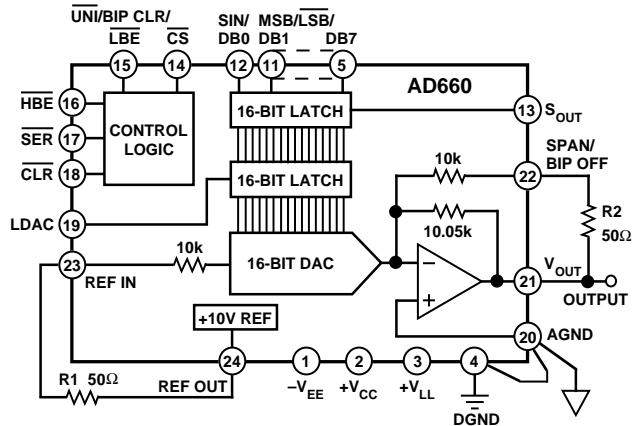 UNI/BIP CLR/
LBE
CS
SIN/
DB0
MSB/LSB/
DB1
DB7
15
14
12
11
5
AD660
HBE
16
SER
17
CLR
18
CONTROL
LOGIC
16-BIT LATCH
13
SOUT
SPAN/
BIP OFF
10k
22
16-BIT LATCH
LDAC
19
10.05k
R2
50Ω
10k
16-BIT DAC
23
REF IN
–
+
21
VOUT
OUTPUT
+10V REF
20
AGND
24
1
2
3
4
R1 50Ω
REF OUT
–VEE
+VCC
+VLL
DGND